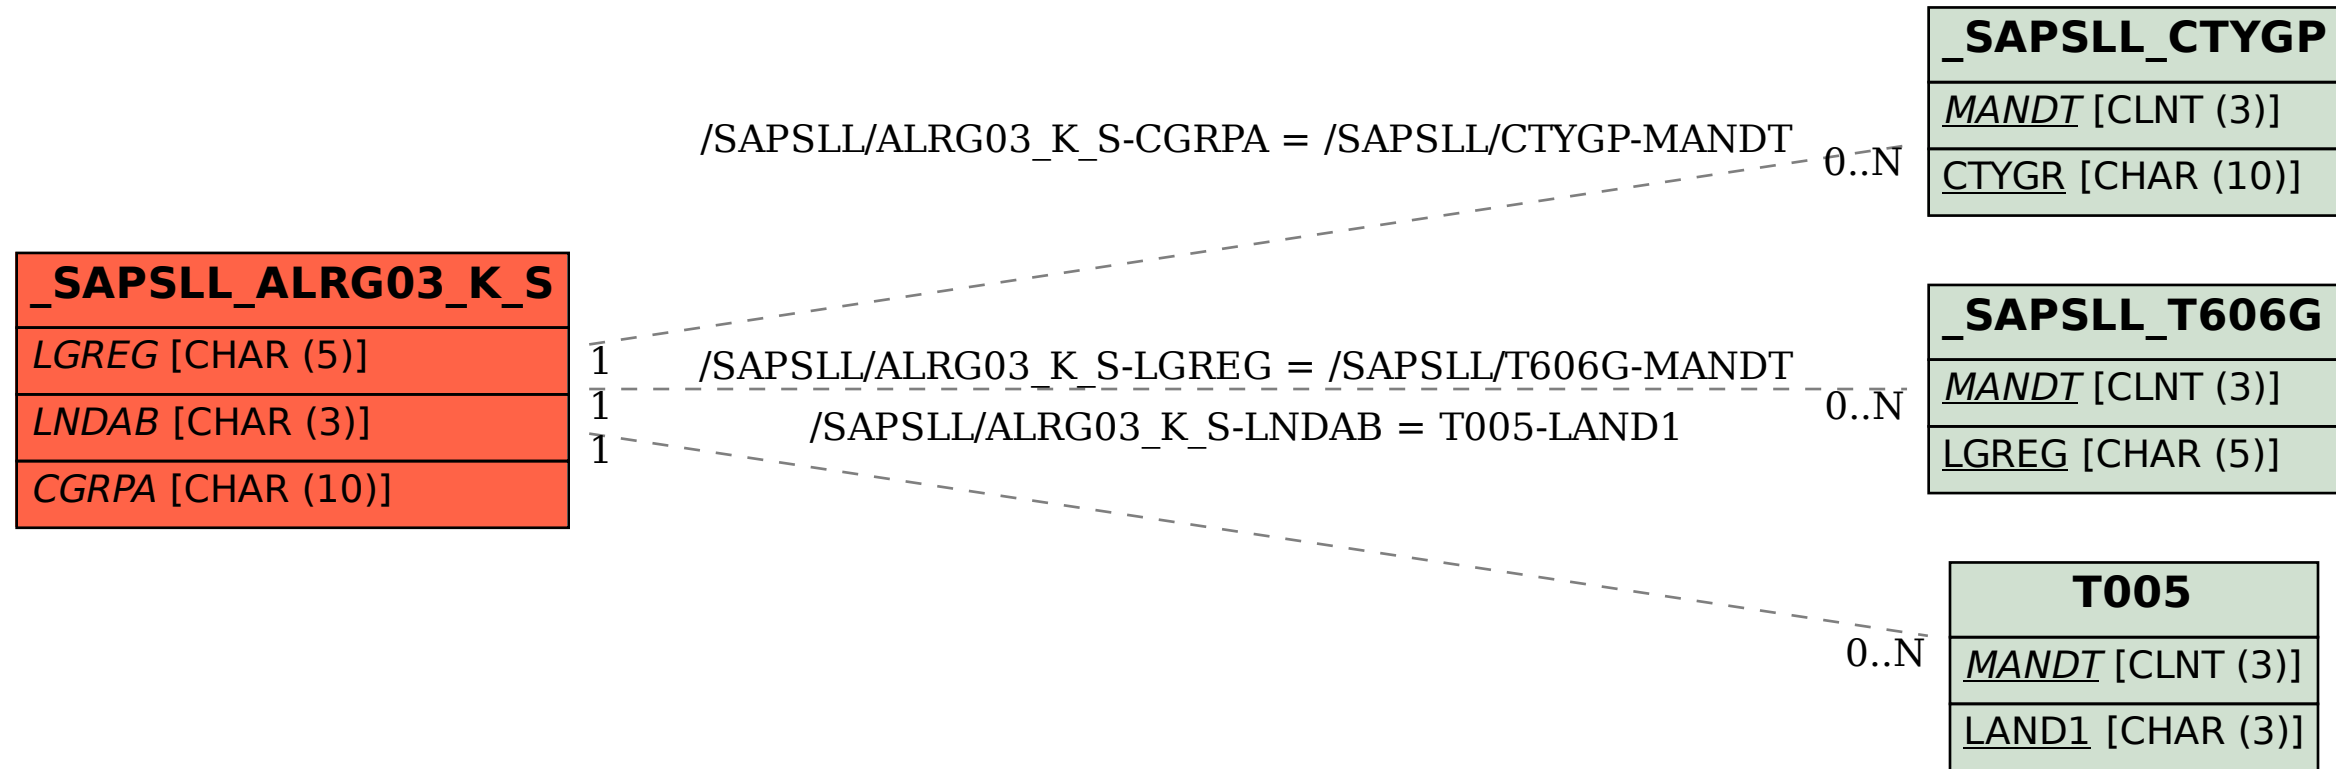 _SAPSLL_ALRG03_K_S
LGREG [CHAR (5)]
LNDAB [CHAR (3)]
CGRPA [CHAR (10)]
/SAPSLL/ALRG03_K_S-CGRPA = /SAPSLL/CTYGP-MANDT
0..N
1
/SAPSLL/ALRG03_K_S-LGREG = /SAPSLL/T606G-MANDT
0..N
1
/SAPSLL/ALRG03_K_S-LNDAB = T005-LAND1
0..N
1
_SAPSLL_CTYGP
MANDT [CLNT (3)]
CTYGR [CHAR (10)]
_SAPSLL_T606G
MANDT [CLNT (3)]
LGREG [CHAR (5)]
T005
MANDT [CLNT (3)]
LAND1 [CHAR (3)]